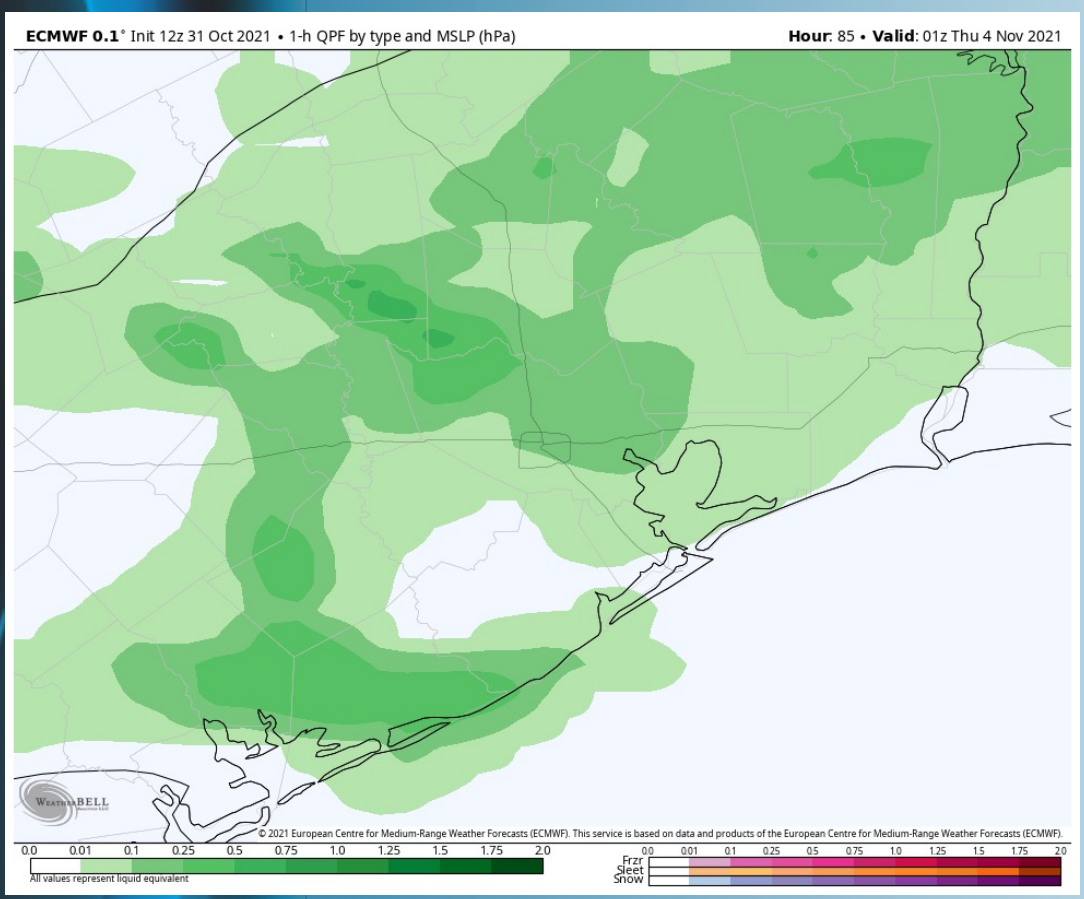 ECMWF 0.1° Init 12z 31 Oct 2021 • 1-h QPF by type and MSLP (hPa) Hour: 85 • Valid: 01z Thu 4 Nov 2021
WEATHERBELL
© 2021 European Centre for Medium-Range Weather Forecasts (ECMWF). This service is based on data and products of the European Centre for Medium-Range Weather Forecasts (ECMWF).
0.0 0.01 0.1 0.25 0.5 0.75 1.0 1.25 1.5 1.75 2.0
All values represent liquid equivalent
0.0 0.01 0.1 0.25 0.5 0.75 1.0 1.25 1.5 1.75 2.0
Frzr
Sleet
Snow